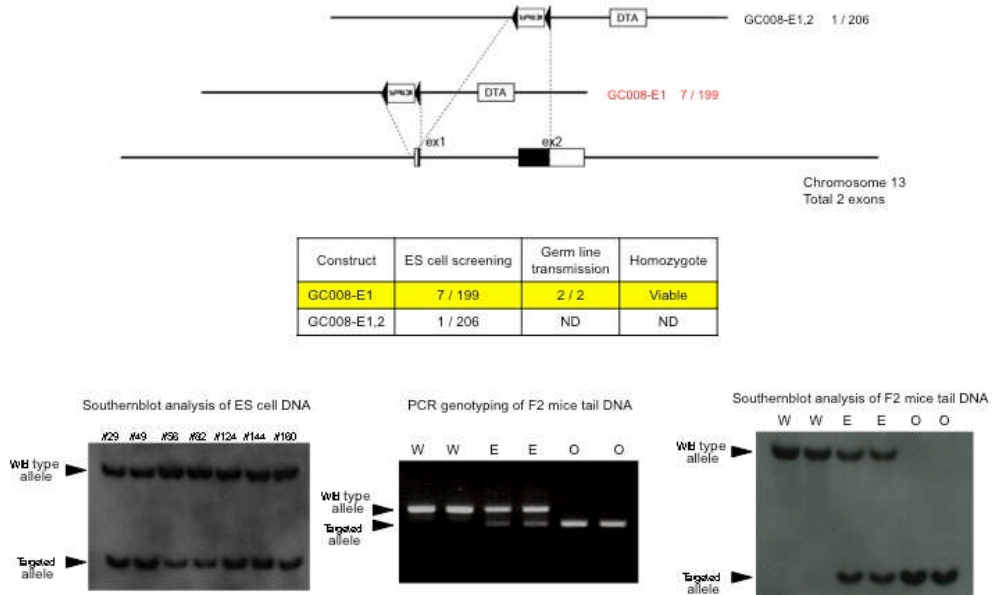 DTA
GC008-E1,2 1 / 206
DTA
GC008-E1 7 / 199
ex1
ex2
Chromosome 13
Total 2 exons
Construct
ES cell screening
Germ line
transmission
Homozygote
GC008-E1
7 / 199
2 / 2
Viable
GC008-E1,2
1 / 206
ND
ND
Southernblot analysis of ES cell DNA
#29 #49 #56 #82 #124 #144 #160
Wild type
allele
Targeted
allele
PCR genotyping of F2 mice tail DNA
W W E E O O
Wild type
allele
Targeted
allele
Southernblot analysis of F2 mice tail DNA
W W E E O O
Wild type
allele
Targeted
allele